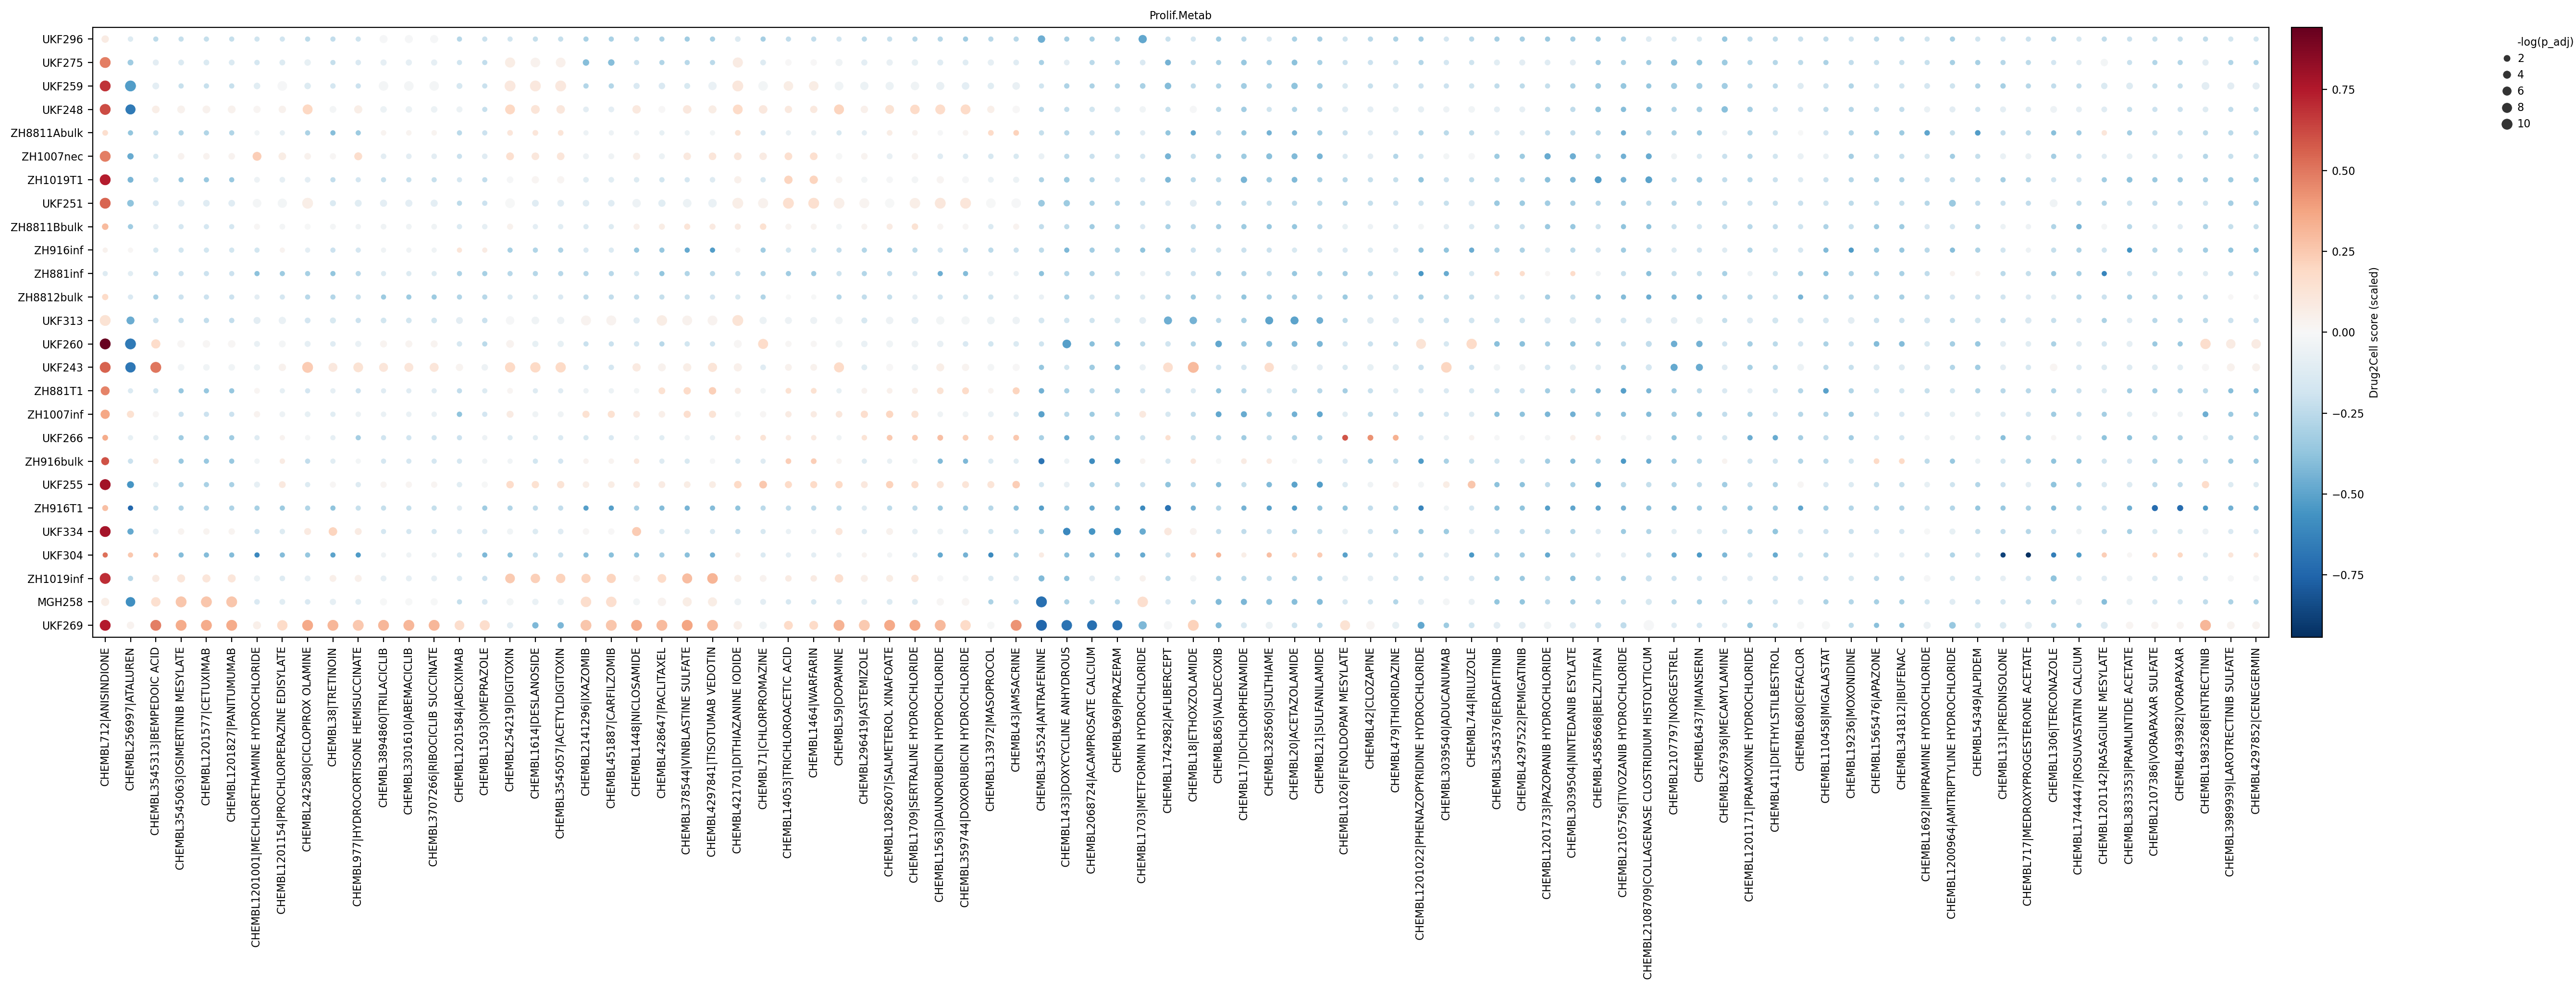 Prolif.Metab
UKF296
UKF275
UKF259
UKF248
ZH8811Abulk
ZH1007nec
ZH1019T1
UKF251
ZH8811Bbulk
ZH916inf
ZH881inf
ZH8812bulk
UKF313
UKF260
UKF243
ZH881T1
ZH1007inf
UKF266
ZH916bulk
UKF255
ZH916T1
UKF334
UKF304
ZH1019inf
MGH258
UKF269
CHEMBL712|ANISINDIONE
CHEMBL256997|ATALUREN
CHEMBL3545313|BEMPEDOIC ACID
CHEMBL3545063|OSIMERTINIB MESYLATE
CHEMBL1201577|CETUXIMAB
CHEMBL1201827|PANITUMUMAB
CHEMBL1201001|MECHLORETHAMINE HYDROCHLORIDE
CHEMBL1201154|PROCHLORPERAZINE EDISYLATE
CHEMBL242580|CICLOPIROX OLAMINE
CHEMBL38|TRETINOIN
CHEMBL977|HYDROCORTISONE HEMISUCCINATE
CHEMBL3894860|TRILACICLIB
CHEMBL3301610|ABEMACICLIB
CHEMBL3707266|RIBOCICLIB SUCCINATE
CHEMBL1201584|ABCIXIMAB
CHEMBL1503|OMEPRAZOLE
CHEMBL254219|DIGITOXIN
CHEMBL1614|DESLANOSIDE
CHEMBL3545057|ACETYLDIGITOXIN
CHEMBL2141296|IXAZOMIB
CHEMBL451887|CARFILZOMIB
CHEMBL1448|NICLOSAMIDE
CHEMBL428647|PACLITAXEL
CHEMBL378544|VINBLASTINE SULFATE
CHEMBL4297841|TISOTUMAB VEDOTIN
CHEMBL421701|DITHIAZANINE IODIDE
CHEMBL71|CHLORPROMAZINE
CHEMBL14053|TRICHLOROACETIC ACID
CHEMBL1464|WARFARIN
CHEMBL59|DOPAMINE
CHEMBL296419|ASTEMIZOLE
CHEMBL1082607|SALMETEROL XINAFOATE
CHEMBL1709|SERTRALINE HYDROCHLORIDE
CHEMBL1563|DAUNORUBICIN HYDROCHLORIDE
CHEMBL359744|DOXORUBICIN HYDROCHLORIDE
CHEMBL313972|MASOPROCOL
CHEMBL43|AMSACRINE
CHEMBL345524|ANTRAFENINE
CHEMBL1433|DOXYCYCLINE ANHYDROUS
CHEMBL2068724|ACAMPROSATE CALCIUM
CHEMBL969|PRAZEPAM
CHEMBL1703|METFORMIN HYDROCHLORIDE
CHEMBL1742982|AFLIBERCEPT
CHEMBL18|ETHOXZOLAMIDE
CHEMBL865|VALDECOXIB
CHEMBL17|DICHLORPHENAMIDE
CHEMBL328560|SULTHIAME
CHEMBL20|ACETAZOLAMIDE
CHEMBL21|SULFANILAMIDE
CHEMBL1026|FENOLDOPAM MESYLATE
CHEMBL42|CLOZAPINE
CHEMBL479|THIORIDAZINE
CHEMBL1201022|PHENAZOPYRIDINE HYDROCHLORIDE
CHEMBL3039540|ADUCANUMAB
CHEMBL744|RILUZOLE
CHEMBL3545376|ERDAFITINIB
CHEMBL4297522|PEMIGATINIB
CHEMBL1201733|PAZOPANIB HYDROCHLORIDE
CHEMBL3039504|NINTEDANIB ESYLATE
CHEMBL4585668|BELZUTIFAN
CHEMBL2105756|TIVOZANIB HYDROCHLORIDE
CHEMBL2108709|COLLAGENASE CLOSTRIDIUM HISTOLYTICUM
CHEMBL2107797|NORGESTREL
CHEMBL6437|MIANSERIN
CHEMBL267936|MECAMYLAMINE
CHEMBL1201171|PRAMOXINE HYDROCHLORIDE
CHEMBL411|DIETHYLSTILBESTROL
CHEMBL680|CEFACLOR
CHEMBL110458|MIGALASTAT
CHEMBL19236|MOXONIDINE
CHEMBL1565476|APAZONE
CHEMBL341812|IBUFENAC
CHEMBL1692|IMIPRAMINE HYDROCHLORIDE
CHEMBL1200964|AMITRIPTYLINE HYDROCHLORIDE
CHEMBL54349|ALPIDEM
CHEMBL131|PREDNISOLONE
CHEMBL717|MEDROXYPROGESTERONE ACETATE
CHEMBL1306|TERCONAZOLE
CHEMBL1744447|ROSUVASTATIN CALCIUM
CHEMBL1201142|RASAGILINE MESYLATE
CHEMBL3833353|PRAMLINTIDE ACETATE
CHEMBL2107386|VORAPAXAR SULFATE
CHEMBL493982|VORAPAXAR
CHEMBL1983268|ENTRECTINIB
CHEMBL3989939|LAROTRECTINIB SULFATE
CHEMBL4297852|CENEGERMIN
0.75
0.50
0.25
0.00
−0.25
−0.50
−0.75
Drug2Cell score (scaled)
-log(p_adj)
2
4
6
8
10